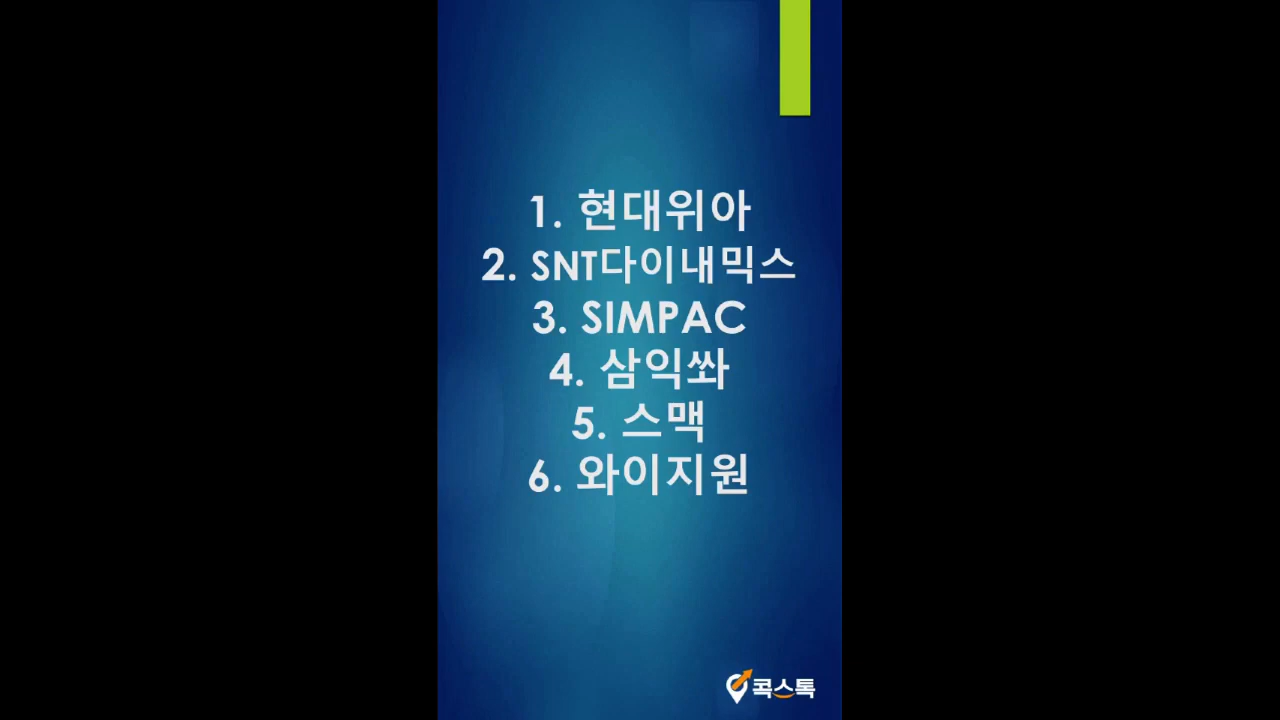 1. 현대위아
2. SNT다이내믹스
3. SIMPAC
4. 삼익쏴
5. 스맥
6. 와이지원
콕스톡